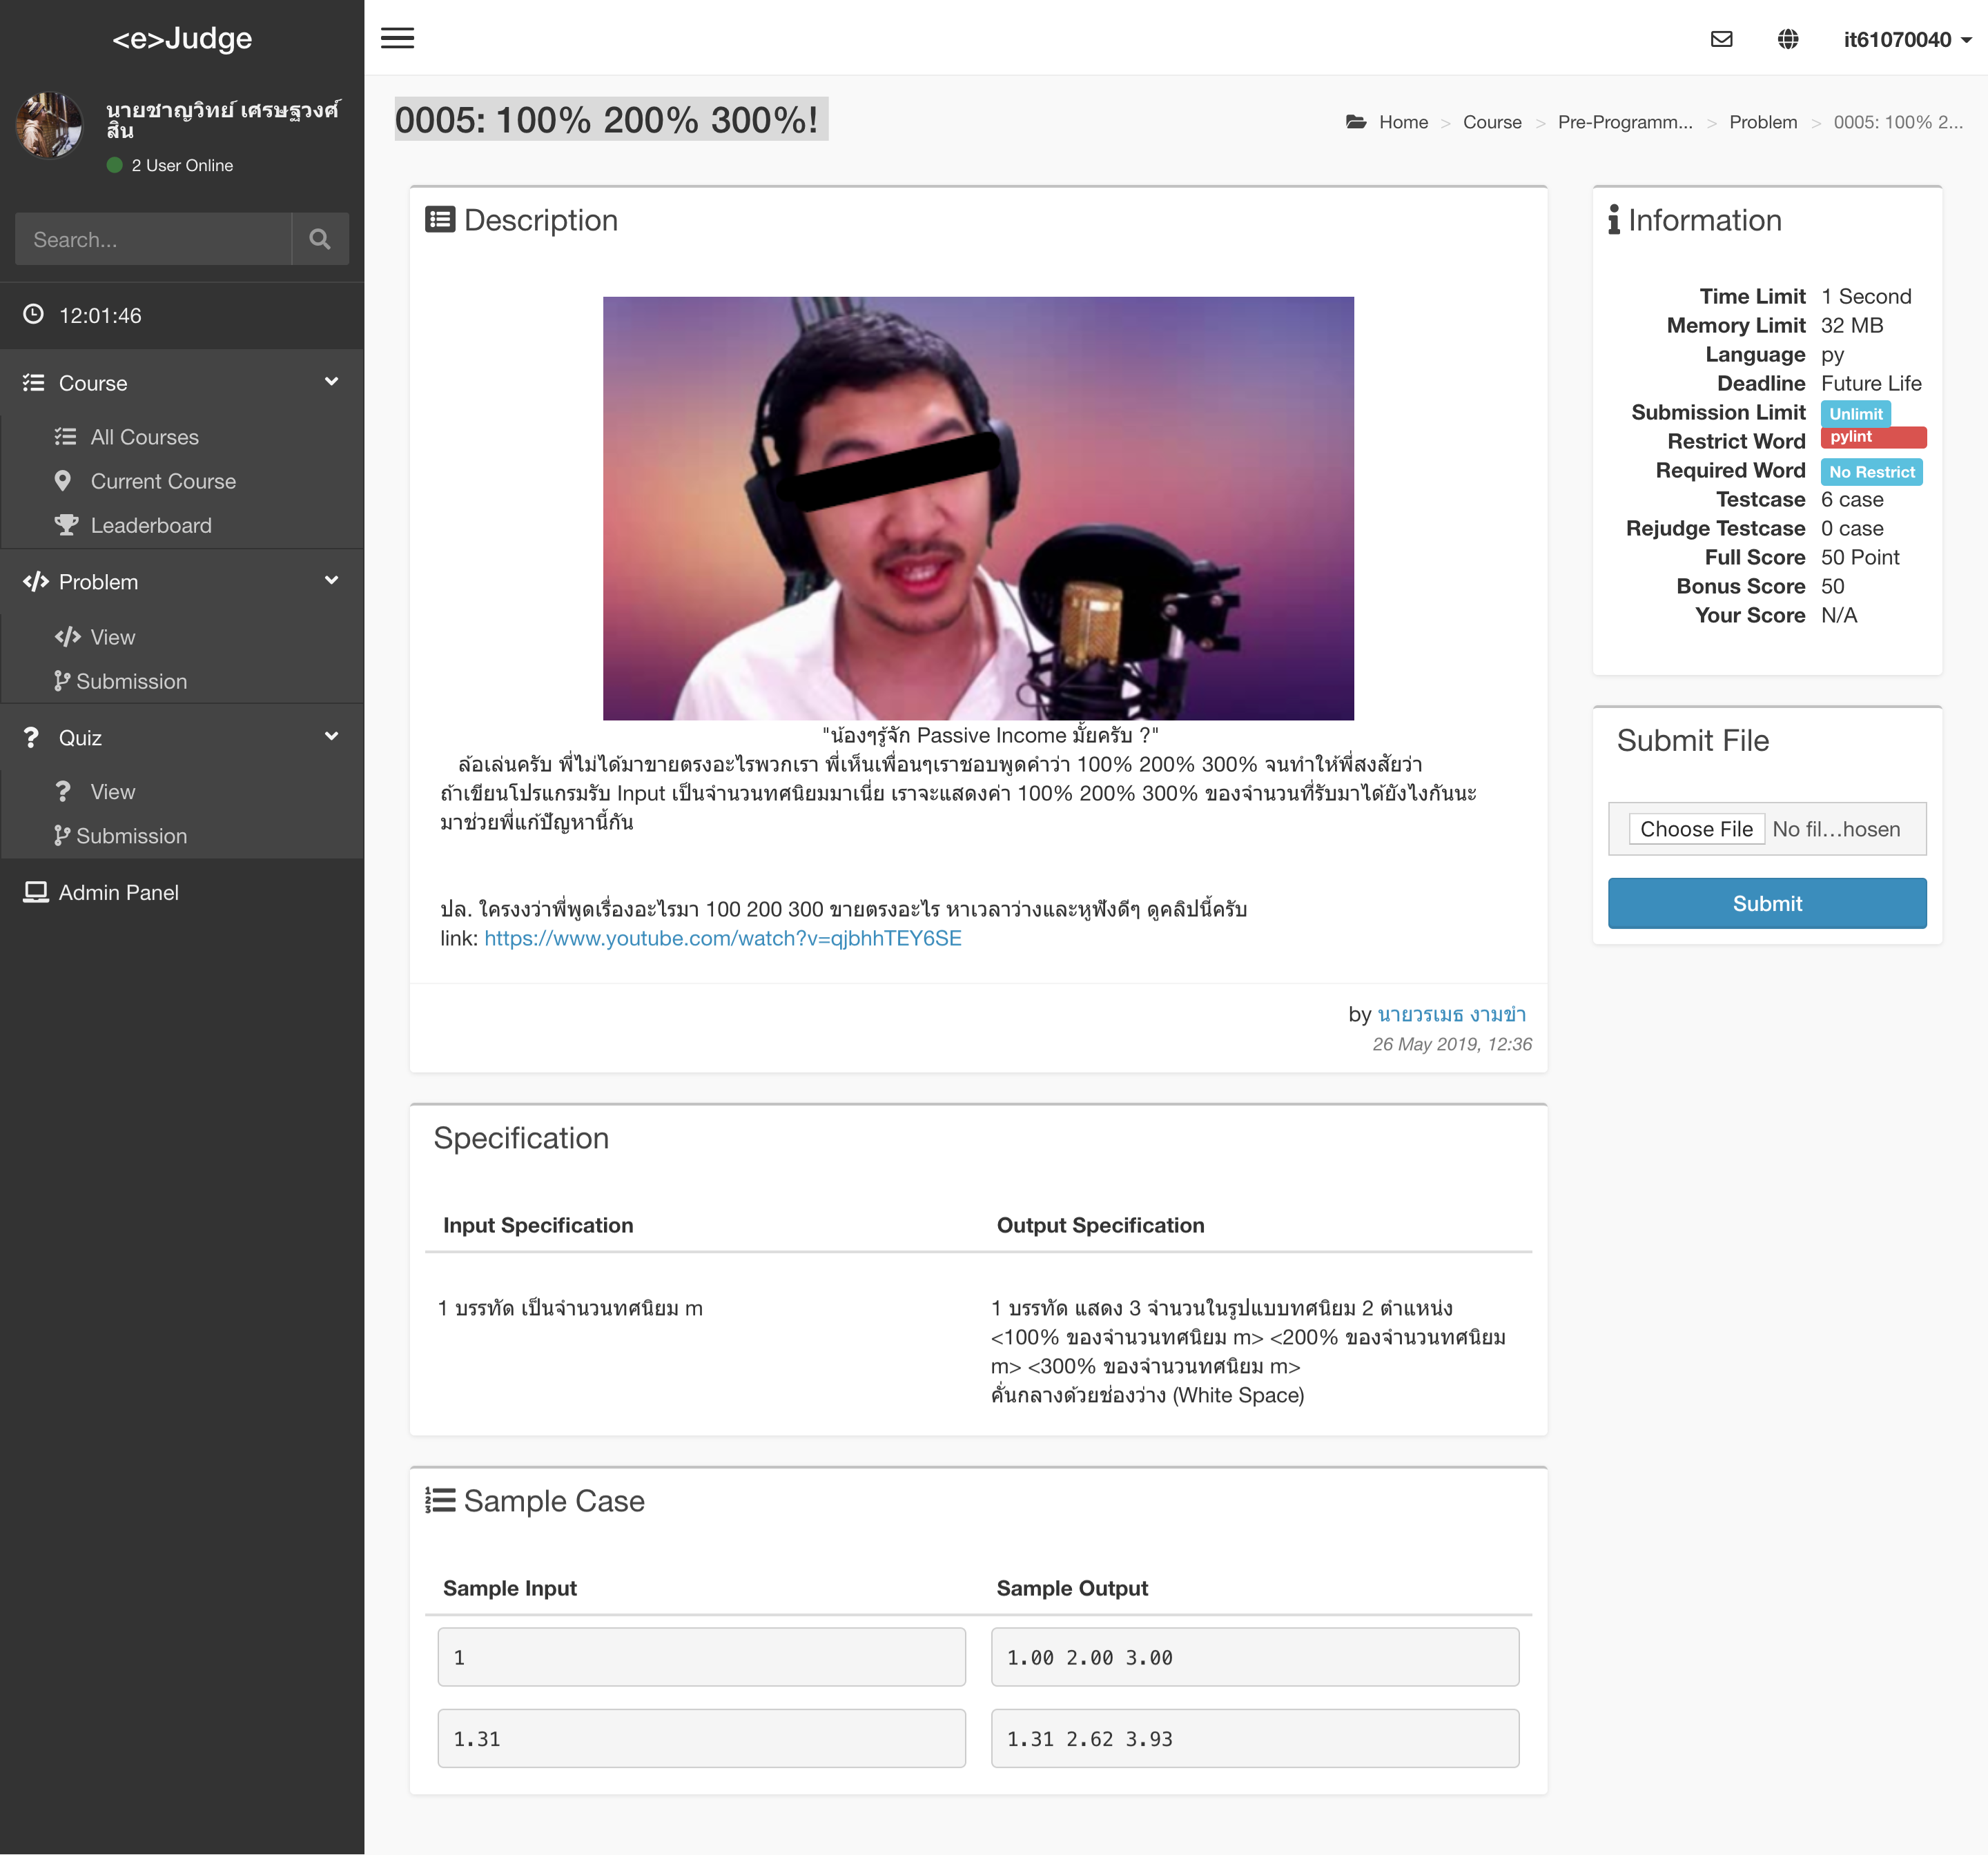 <e>Judge
it61070040
นายชาญวิทย์ เศรษฐวงศ์
สิน
2 User Online
Search...
12:01:46
Course
All Courses
Current Course
Leaderboard
Problem
View
Submission
Quiz
View
Submission
Admin Panel
0005: 100% 200% 300%!
Home > Course > Pre-Programm... > Problem > 0005: 100% 2...
Description
"น้องๆรู้จัก Passive Income มั้ยครับ ?"
ล้อเล่นครับ พี่ไม่ได้มาขายตรงอะไรพวกเรา พี่เห็นเพื่อนๆเราชอบพูดคำว่า 100% 200% 300% จนทำให้พี่สงสัยว่า
ถ้าเขียนโปรแกรมรับ Input เป็นจำนวนทศนิยมมาเนี่ย เราจะแสดงค่า 100% 200% 300% ของจำนวนที่รับมาได้ยังไงกันนะ
มาช่วยพี่แก้ปัญหานี้กัน
ปล. ใครงงว่าพี่พูดเรื่องอะไรมา 100 200 300 ขายตรงอะไร หาเวลาว่างและหูฟังดีๆ ดูคลิปนี้ครับ
link: https://www.youtube.com/watch?v=qjbhhTEY6SE
by นายวรเมธ งามขำ
26 May 2019, 12:36
Information
Time Limit 1 Second
Memory Limit 32 MB
Language py
Deadline Future Life
Submission Limit Unlimit
Restrict Word pylint
Required Word No Restrict
Testcase 6 case
Rejudge Testcase 0 case
Full Score 50 Point
Bonus Score 50
Your Score N/A
Submit File
Choose File No fil...hosen
Submit
Specification
Input Specification
Output Specification
1 บรรทัด เป็นจำนวนทศนิยม m
1 บรรทัด แสดง 3 จำนวนในรูปแบบทศนิยม 2 ตำแหน่ง
<100% ของจำนวนทศนิยม m> <200% ของจำนวนทศนิยม
m> <300% ของจำนวนทศนิยม m>
คั่นกลางด้วยช่องว่าง (White Space)
Sample Case
Sample Input
Sample Output
1
1.00 2.00 3.00
1.31
1.31 2.62 3.93